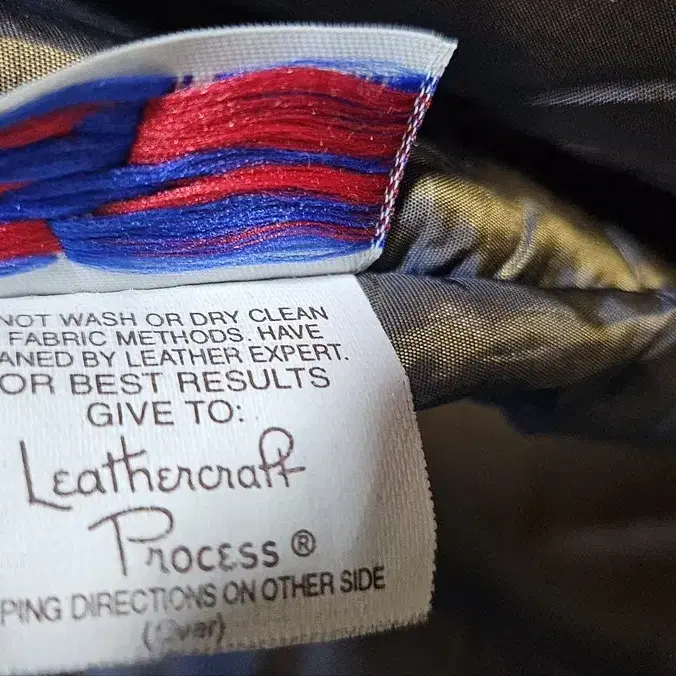 NOT WASH OR DRY CLEAN
FABRIC METHODS. HAVE
ANED BY LEATHER EXPERT.
OR BEST RESULTS
GIVE TO:
Leathercraft
Process ®
PING DIRECTIONS ON OTHER SIDE
(Over)